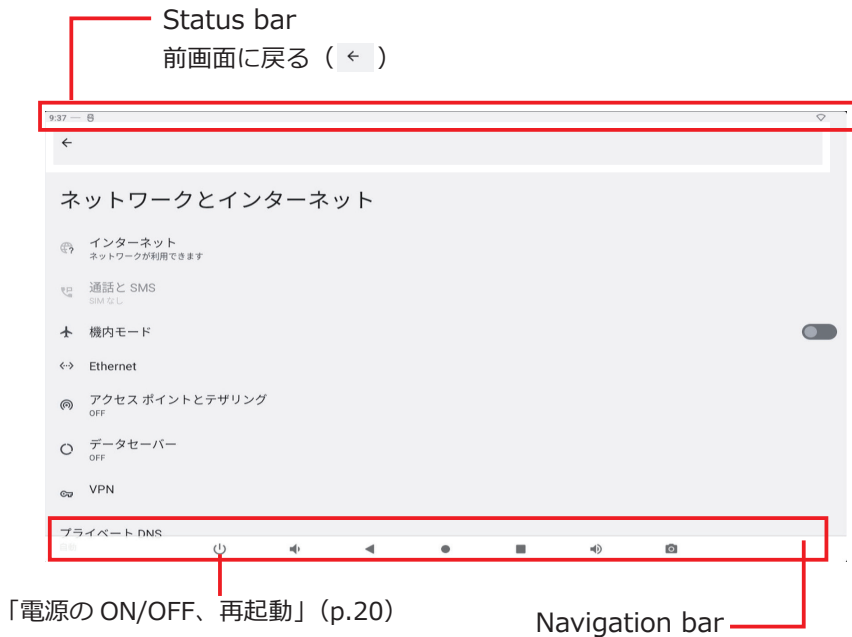 Status bar
前画面に戻る（ ← ）
9:37
←
ネットワークとインターネット
インターネット
ネットワークが利用できます
通話と SMS
SIM なし
機内モード
Ethernet
アクセス ポイントとテザリング
OFF
データセーバー
OFF
VPN
プライベート DNS
「電源の ON/OFF、再起動」（p.20）
Navigation bar